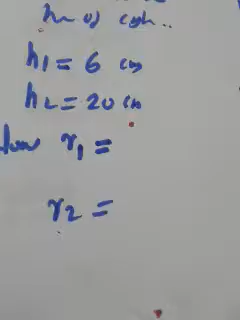 h1 = 6 cm
h2 = 20 cm
r1 =
r2 =